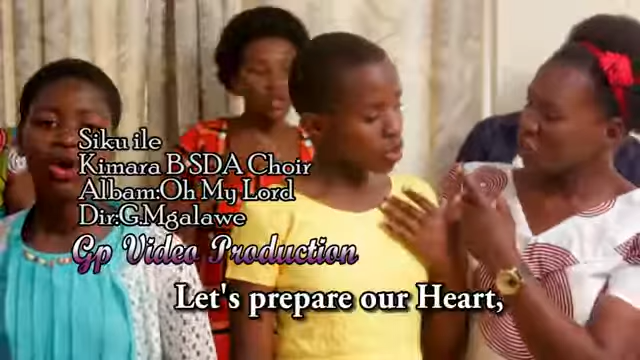 Siku ile
Kimara B SDA Choir
Albam:Oh My Lord
Dir:G.Mgalawe
Gp Video Production
Let's prepare our Heart,